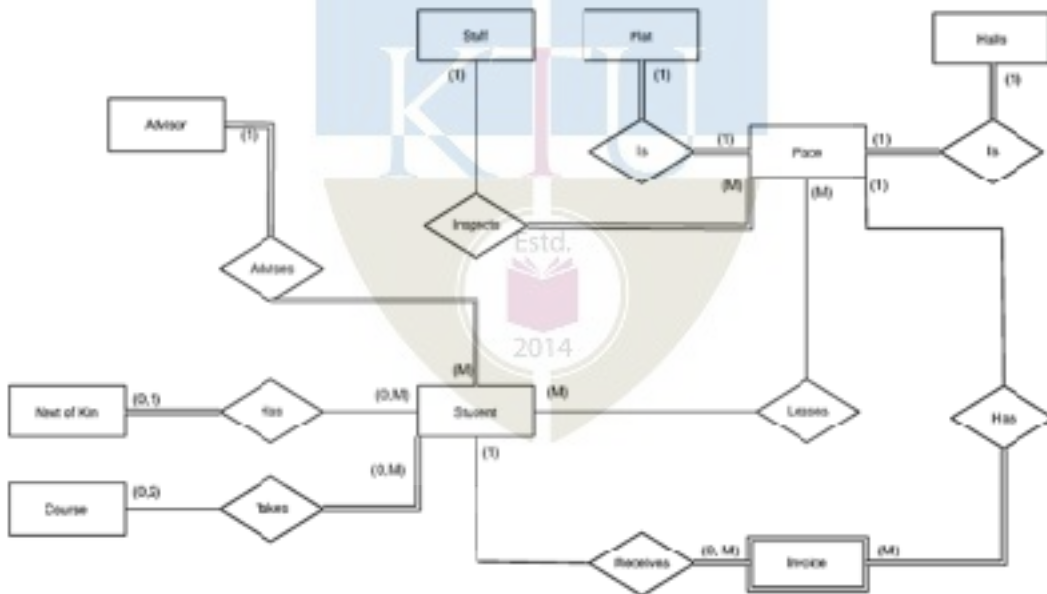 Staff
Flat
Halls
(1)
(1)
(1)
Advisor
(1)
KTU
Is
(1)
Place
(1)
Is
(M)
(M)
(1)
Inspects
Estd.
Advises
2014
(M)
Next of Kin
(0,1)
Has
(0,M)
Student
(M)
Leases
Has
(1)
(0,M)
Course
Takes
Receives
(0, M)
Invoice
(M)